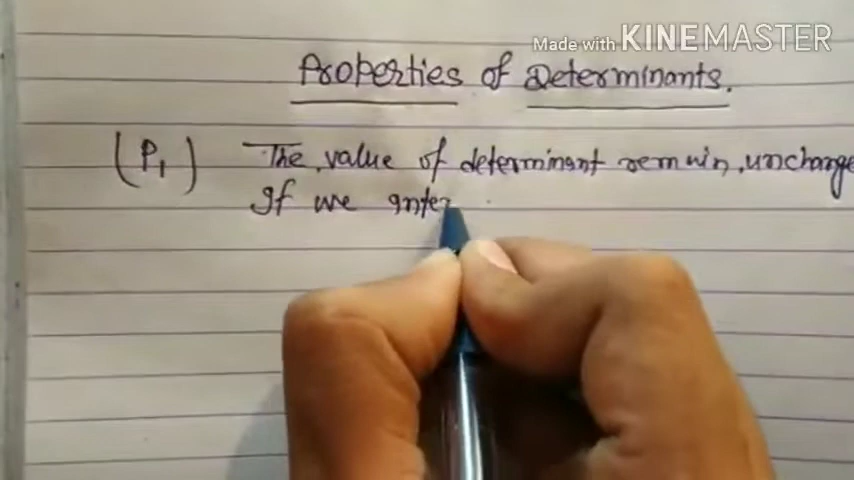 Made with KINEMASTER
Properties of Determinants.
(P1) The value of determinant remain unchange
If we inter